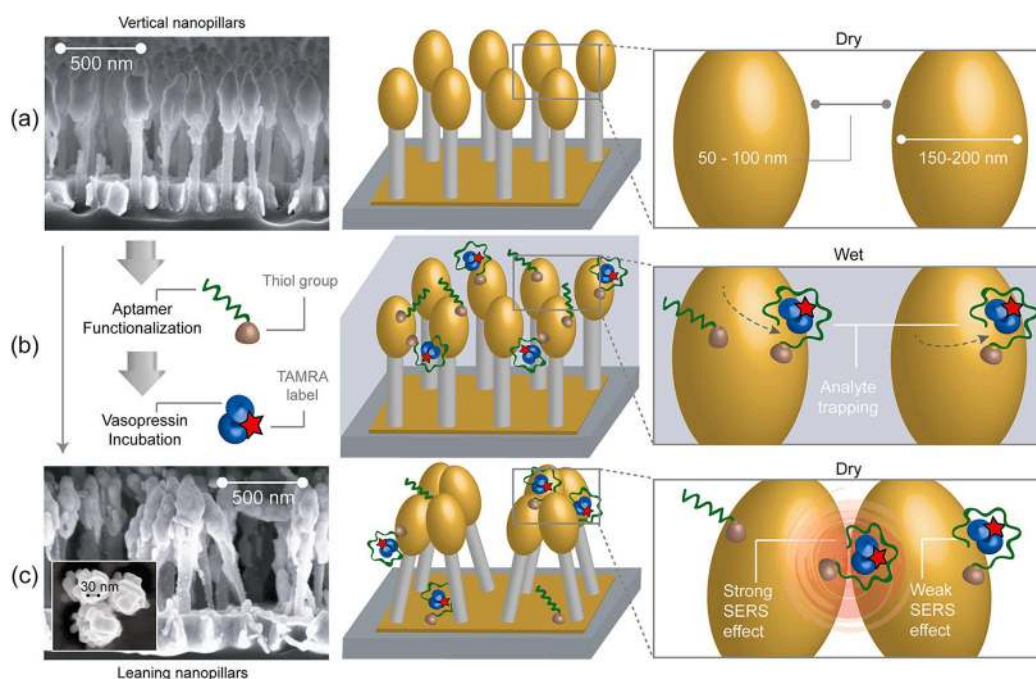 Vertical nanopillars
500 nm
(a)
Dry
50 - 100 nm
150-200 nm
Aptamer
Functionalization
Thiol group
(b)
Vasopressin
Incubation
TAMRA
label
Wet
Analyte
trapping
500 nm
(c)
30 nm
Leaning nanopillars
Dry
Strong
SERS
effect
Weak
SERS
effect